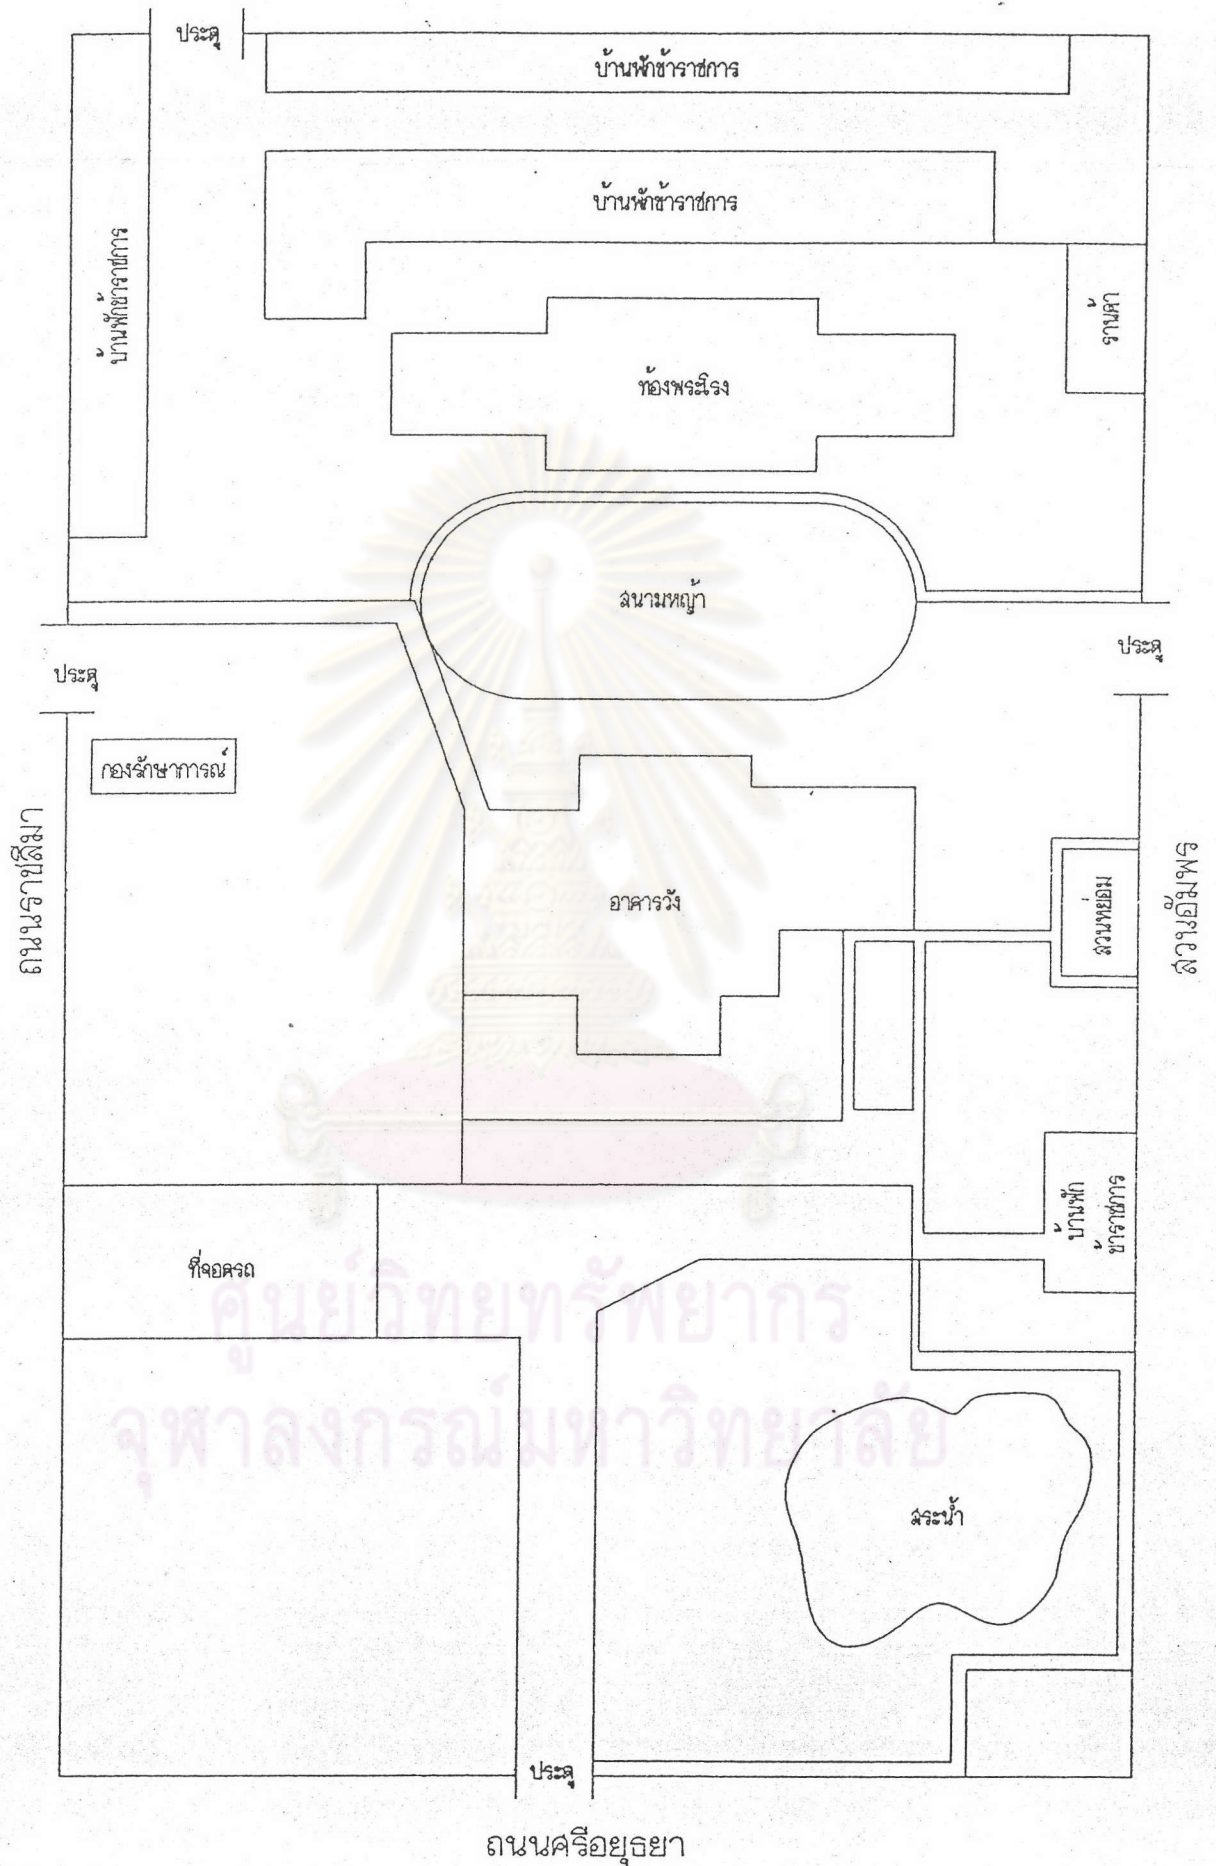 ประตู
บ้านพักข้าราชการ
บ้านพักข้าราชการ
บ้านพักข้าราชการ
ร้านค้า
ท้องพระโรง
สนามหญ้า
ประตู
ประตู
กองรักษาการณ์
ถนนราชสีมา
อาคารวัง
สวนหย่อม
สวนอัมพร
บ้านพัก
ข้าราชการ
ที่จอดรถ
ศูนย์วิทยทรัพยากร
จุฬาลงกรณ์มหาวิทยาลัย
สระน้ำ
ประตู
ถนนศรีอยุธยา